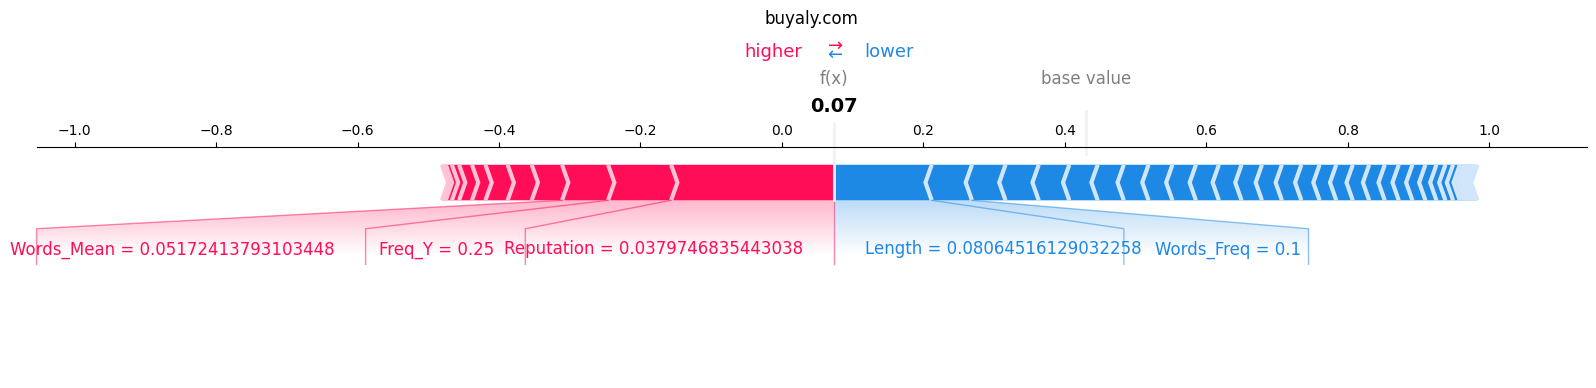 buyaly.com
higher ⇄ lower
f(x) base value
0.07
−1.0 −0.8 −0.6 −0.4 −0.2 0.0 0.2 0.4 0.6 0.8 1.0
Words_Mean = 0.05172413793103448 Freq_Y = 0.25 Reputation = 0.0379746835443038 Length = 0.08064516129032258 Words_Freq = 0.1